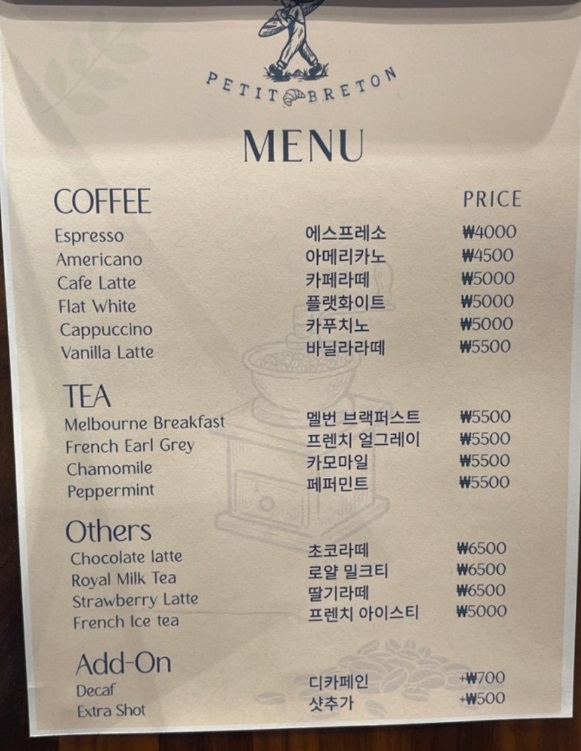 PETIT BRETON
MENU
COFFEE PRICE
Espresso 에스프레소 ₩4000
Americano 아메리카노 ₩4500
Cafe Latte 카페라떼 ₩5000
Flat White 플랫화이트 ₩5000
Cappuccino 카푸치노 ₩5000
Vanilla Latte 바닐라라떼 ₩5500
TEA
Melbourne Breakfast 멜번 브랙퍼스트 ₩5500
French Earl Grey 프렌치 얼그레이 ₩5500
Chamomile 카모마일 ₩5500
Peppermint 페퍼민트 ₩5500
Others
Chocolate latte 초코라떼 ₩6500
Royal Milk Tea 로얄 밀크티 ₩6500
Strawberry Latte 딸기라떼 ₩6500
French Ice tea 프렌치 아이스티 ₩5000
Add-On
Decaf 디카페인 +₩700
Extra Shot 샷추가 +₩500